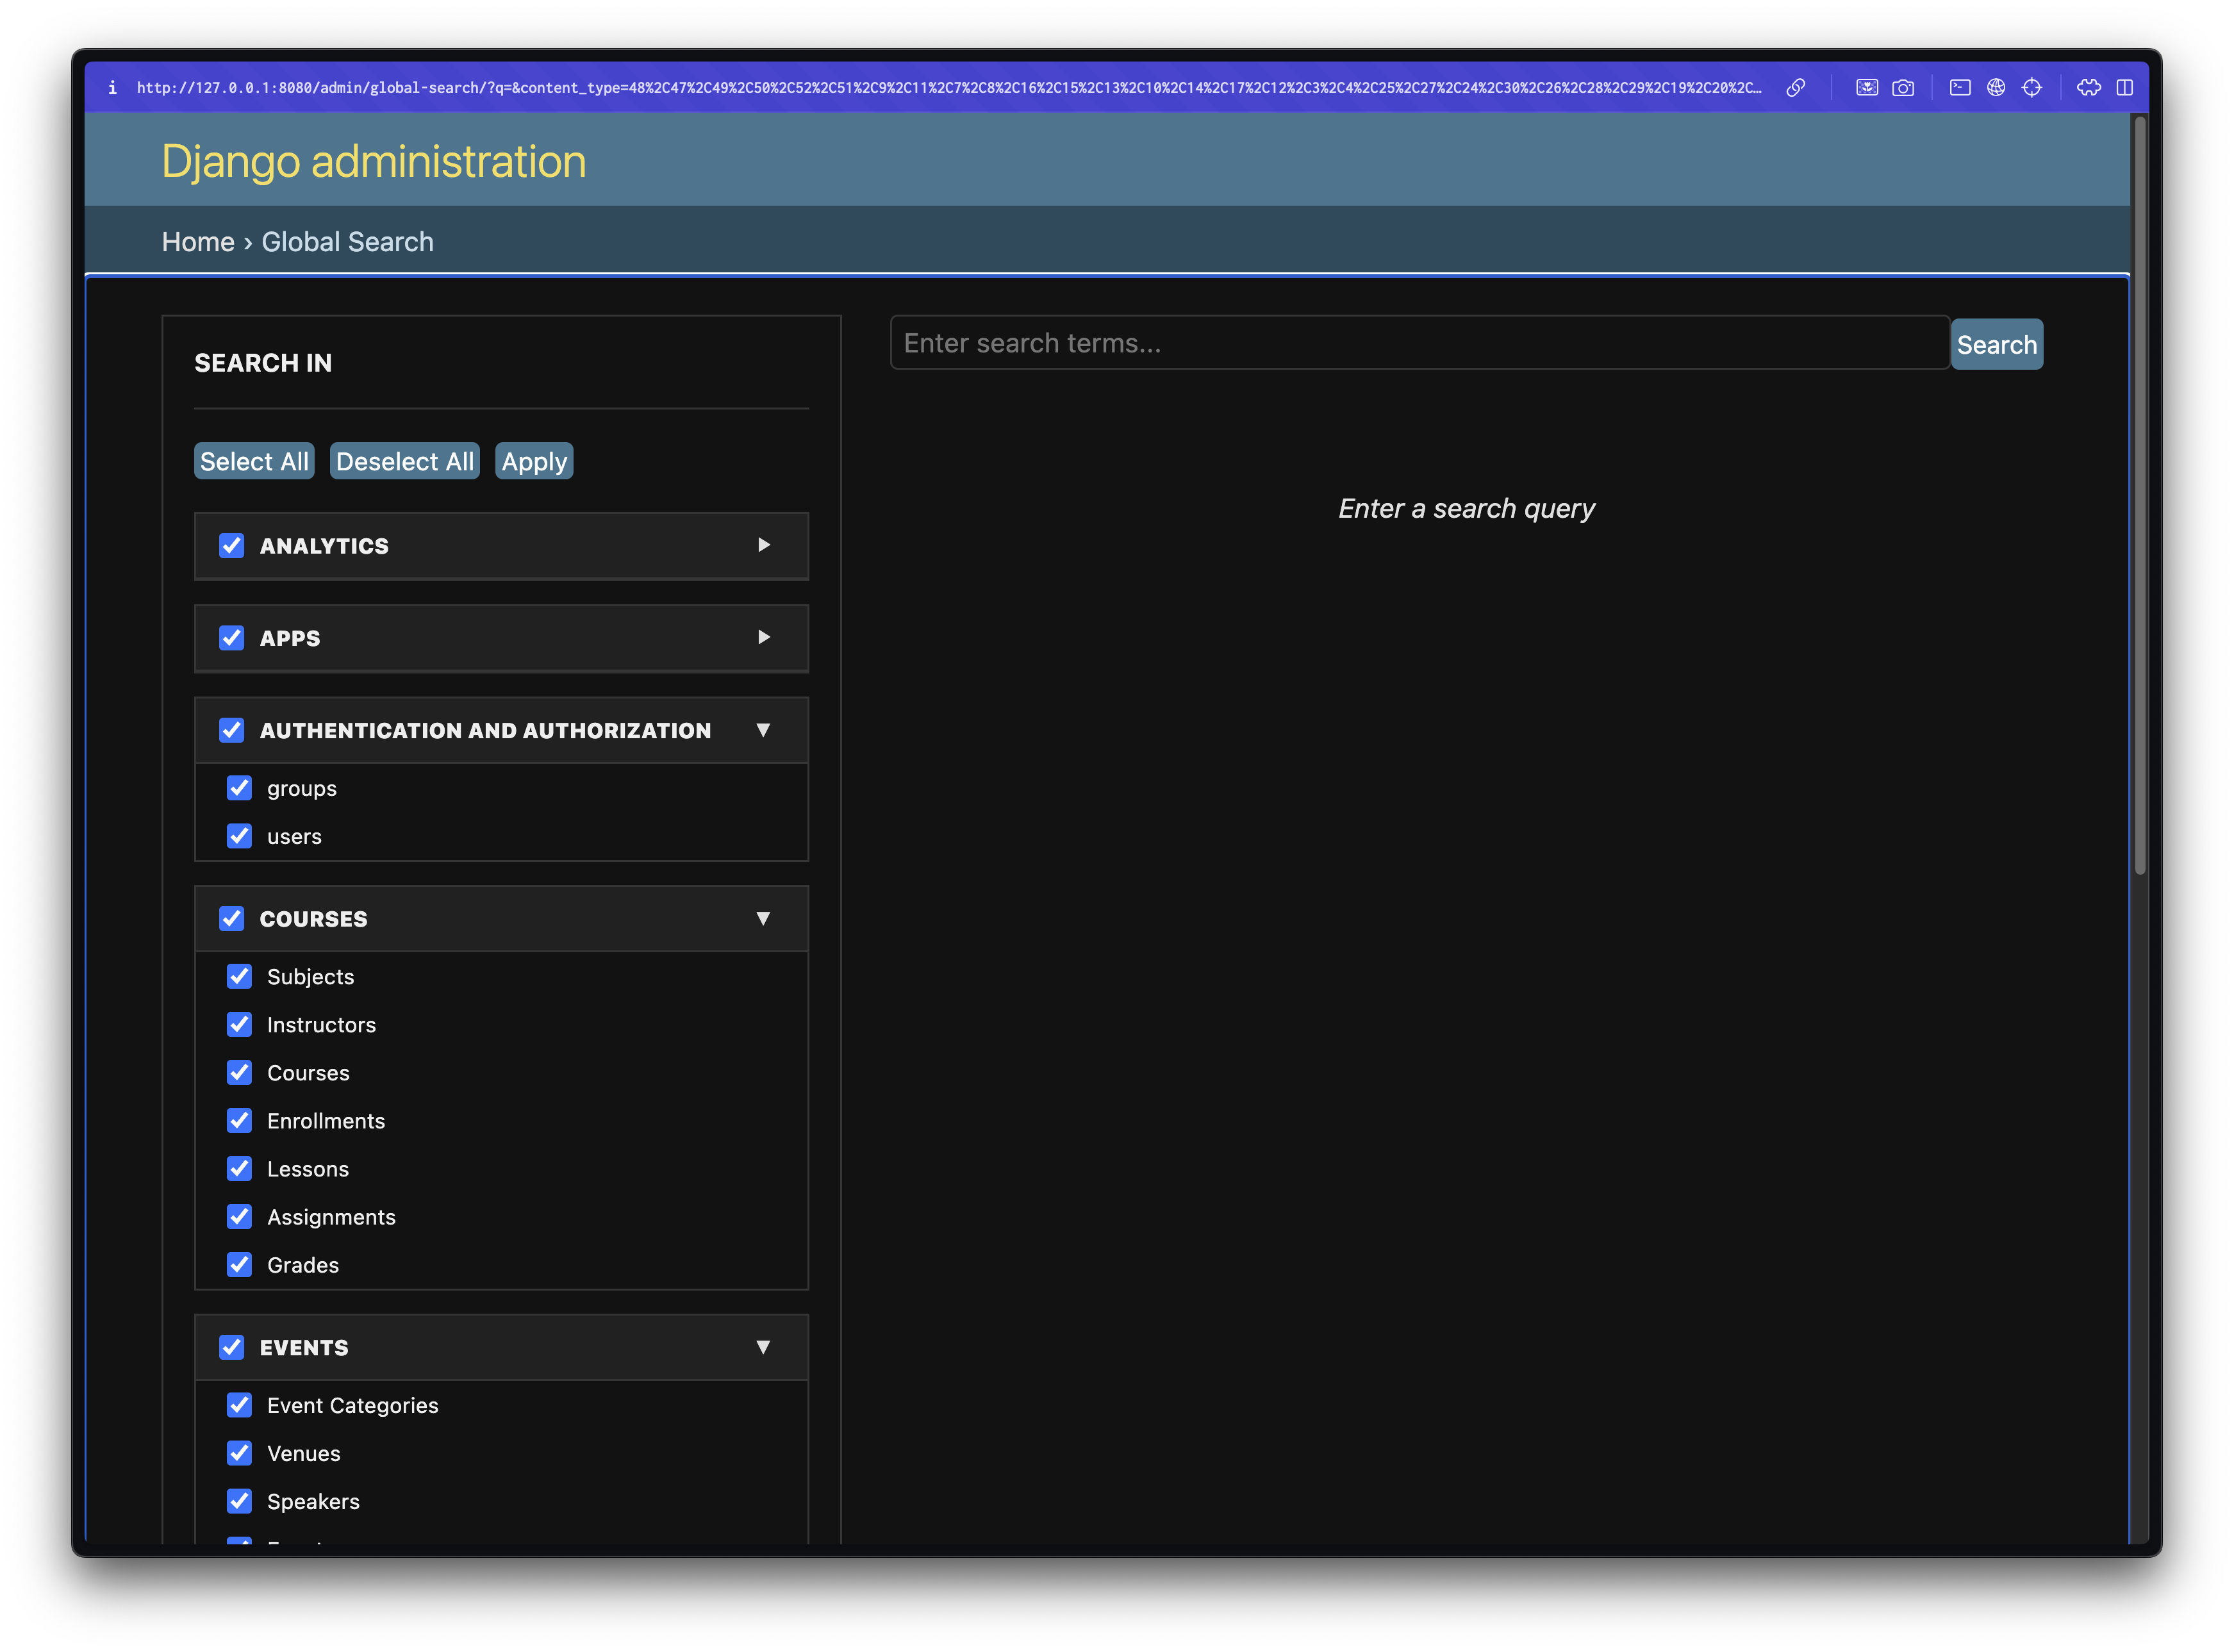 http://127.0.0.1:8080/admin/global-search/?q=&content_type=48%2C47%2C49%2C50%2C52%2C51%2C9%2C11%2C7%2C8%2C16%2C15%2C13%2C10%2C14%2C17%2C12%2C3%2C4%2C25%2C27%2C24%2C30%2C26%2C28%2C29%2C19%2C20%2C…
Django administration
Home › Global Search
SEARCH IN
Select All Deselect All Apply
ANALYTICS
APPS
AUTHENTICATION AND AUTHORIZATION
groups
users
COURSES
Subjects
Instructors
Courses
Enrollments
Lessons
Assignments
Grades
EVENTS
Event Categories
Venues
Speakers
Enter search terms...
Search
Enter a search query